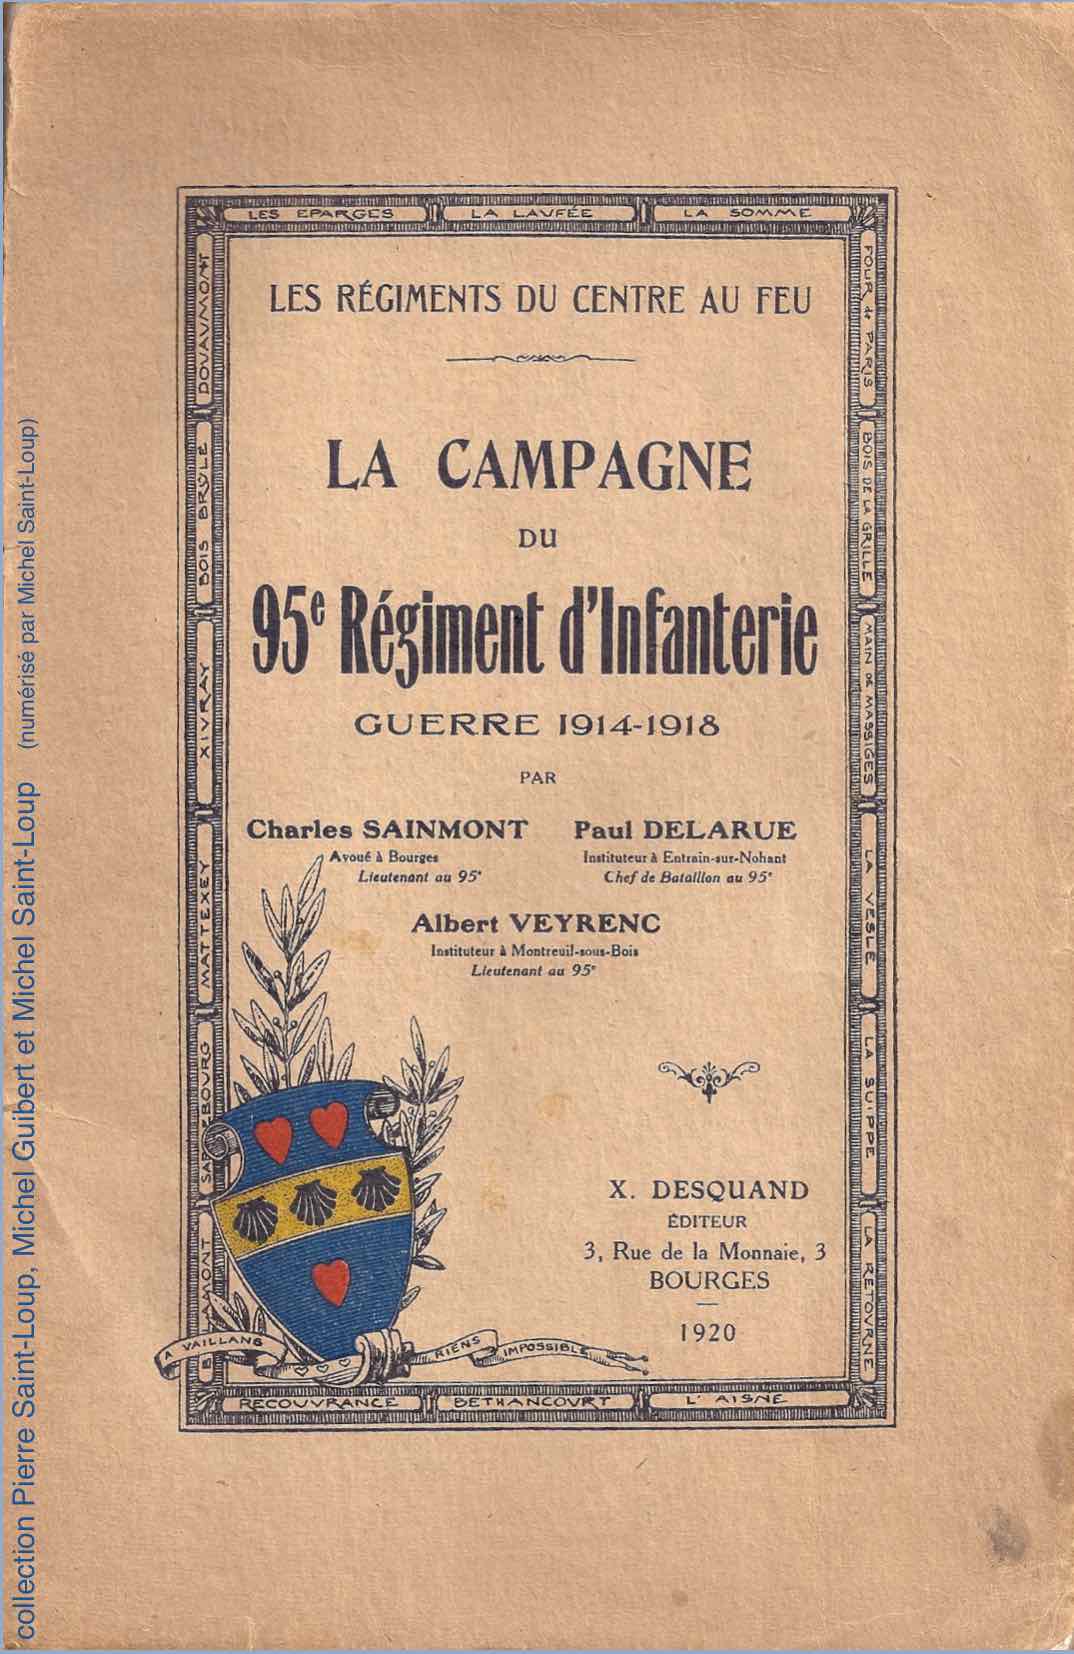 LES EPARGES
LA LAUFÉE
LA SOMME
DOUAUMONT
BOIS BRÛLÉ
XIVRAY
MATTEXEY
SARREBOURG
FOUR de PARIS
BOIS DE LA GRILLE
MAIN DE MASSIGES
LA VESLE
LA SUIPPE
LA RETOURNE
LES RÉGIMENTS DU CENTRE AU FEU
LA CAMPAGNE
DU
95e Régiment d'Infanterie
GUERRE 1914-1918
PAR
Charles SAINMONT
Avoué à Bourges
Lieutenant au 95e
Paul DELARUE
Instituteur à Entrain-sur-Nohant
Chef de Bataillon au 95e
Albert VEYRENC
Instituteur à Montreuil-sous-Bois
Lieutenant au 95e
X. DESQUAND
ÉDITEUR
3, Rue de la Monnaie, 3
BOURGES
1920
A VAILLANS
RIENS IMPOSSIBLE
RECOUVRANCE
BETHANCOURT
L'AISNE
collection Pierre Saint-Loup, Michel Guibert et Michel Saint-Loup (numérisé par Michel Saint-Loup)